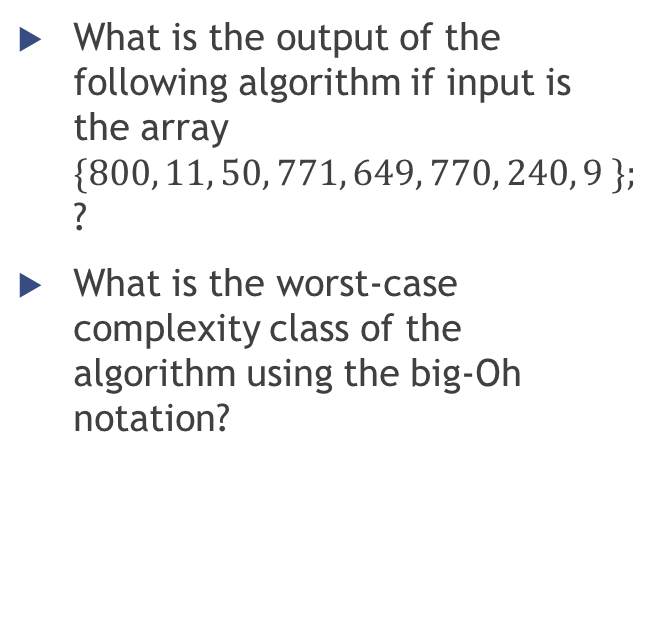 What is the output of the
following algorithm if input is
the array
{800, 11, 50, 771, 649, 770, 240, 9 };
?
What is the worst-case
complexity class of the
algorithm using the big-Oh
notation?